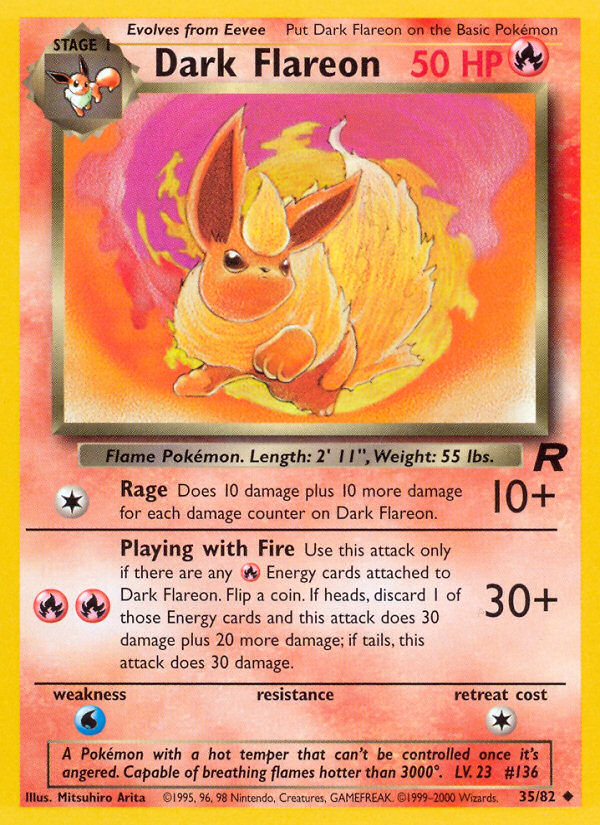 Evolves from Eevee Put Dark Flareon on the Basic Pokémon
STAGE 1
Dark Flareon 50 HP
Flame Pokémon. Length: 2' 11", Weight: 55 lbs.
R
Rage Does 10 damage plus 10 more damage
for each damage counter on Dark Flareon.
10+
Playing with Fire Use this attack only
if there are any Energy cards attached to
Dark Flareon. Flip a coin. If heads, discard 1 of
those Energy cards and this attack does 30
damage plus 20 more damage; if tails, this
attack does 30 damage.
30+
weakness resistance retreat cost
A Pokémon with a hot temper that can't be controlled once it's
angered. Capable of breathing flames hotter than 3000°. LV. 23 #136
Illus. Mitsuhiro Arita ©1995, 96, 98 Nintendo, Creatures, GAMEFREAK. ©1999-2000 Wizards. 35/82